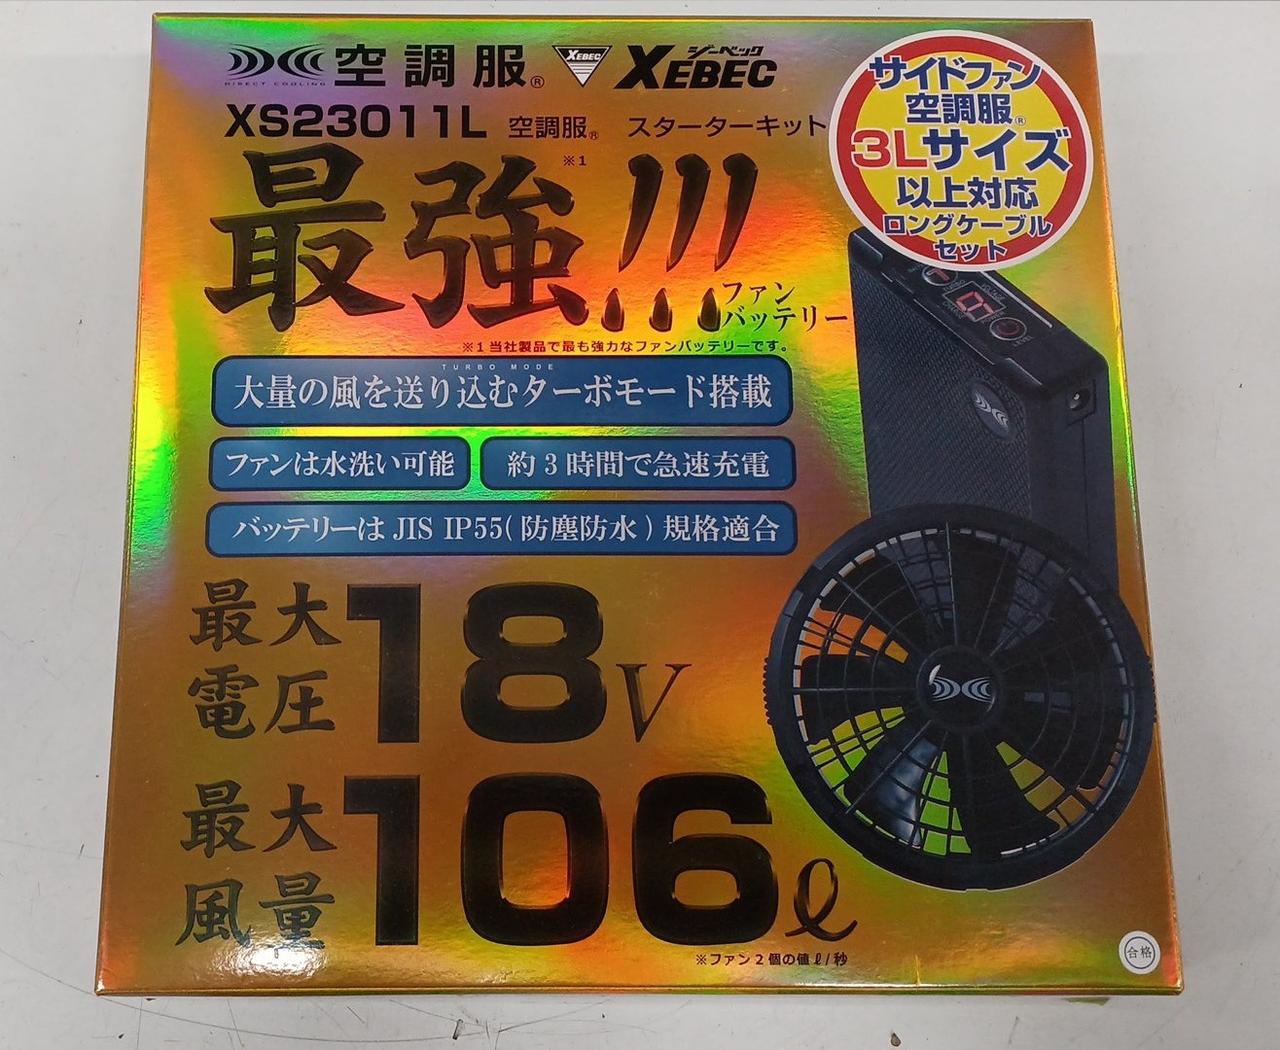 空調服® XEBEC ジーベック XEBEC
DIRECT COOLING
XS23011L 空調服® スターターキット
サイドファン
空調服®
3Lサイズ
以上対応
ロングケーブル
セット
最強!!!
※1
ファン
バッテリー
※1 当社製品で最も強力なファンバッテリーです。
TURBO MODE
大量の風を送り込むターボモード搭載
ファンは水洗い可能
約3時間で急速充電
バッテリーは JIS IP55(防塵防水)規格適合
最大
電圧
18V
最大
風量
106ℓ
※ファン2個の値ℓ/秒
合格